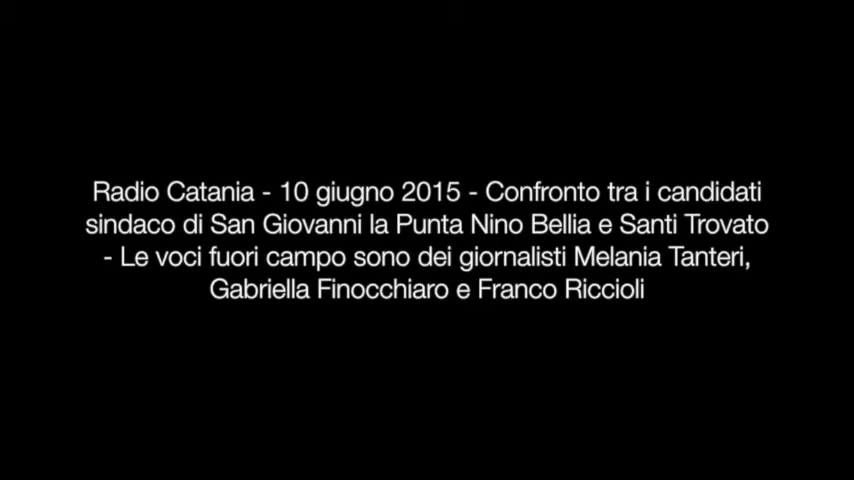 Radio Catania - 10 giugno 2015 - Confronto tra i candidati
sindaco di San Giovanni la Punta Nino Bellia e Santi Trovato
- Le voci fuori campo sono dei giornalisti Melania Tanteri,
Gabriella Finocchiaro e Franco Riccioli